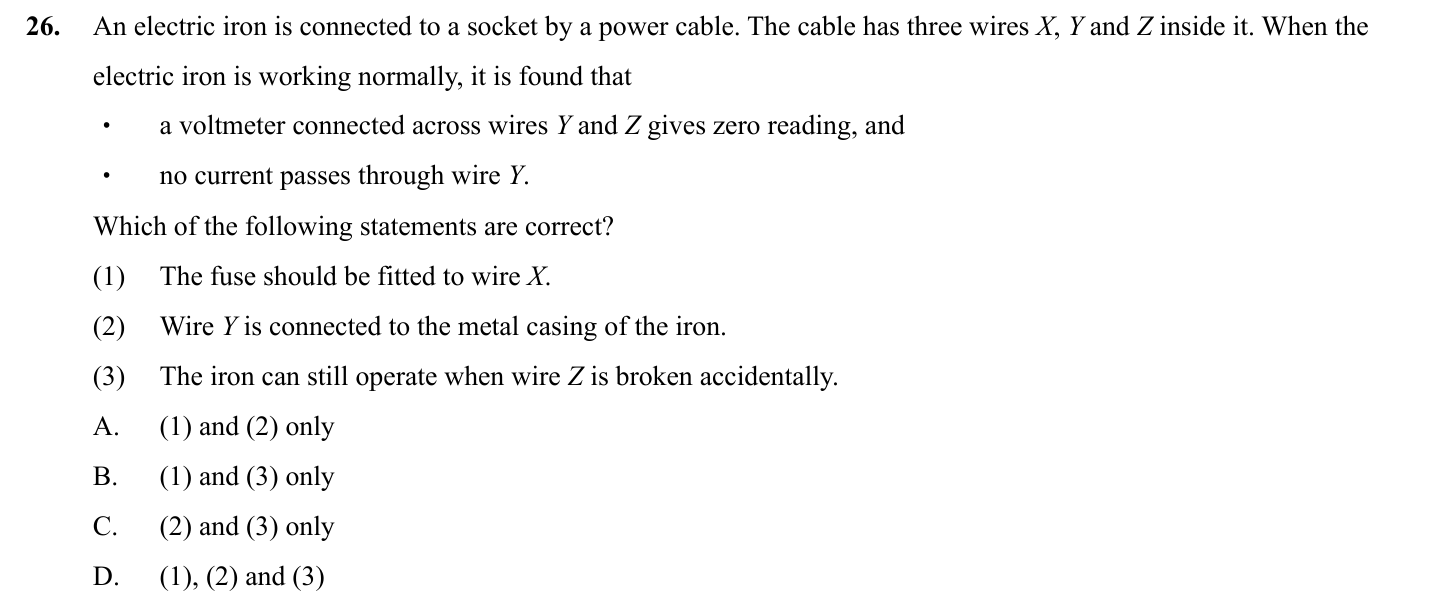 26. An electric iron is connected to a socket by a power cable. The cable has three wires X, Y and Z inside it. When the
electric iron is working normally, it is found that
• a voltmeter connected across wires Y and Z gives zero reading, and
• no current passes through wire Y.
Which of the following statements are correct?
(1) The fuse should be fitted to wire X.
(2) Wire Y is connected to the metal casing of the iron.
(3) The iron can still operate when wire Z is broken accidentally.
A. (1) and (2) only
B. (1) and (3) only
C. (2) and (3) only
D. (1), (2) and (3)